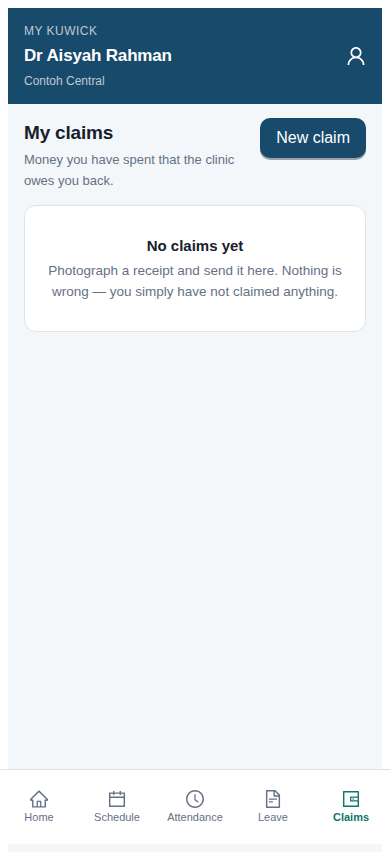 MY KUWICK
Dr Aisyah Rahman
Contoh Central
My claims
New claim
Money you have spent that the clinic
owes you back.
No claims yet
Photograph a receipt and send it here. Nothing is
wrong — you simply have not claimed anything.
Home
Schedule
Attendance
Leave
Claims